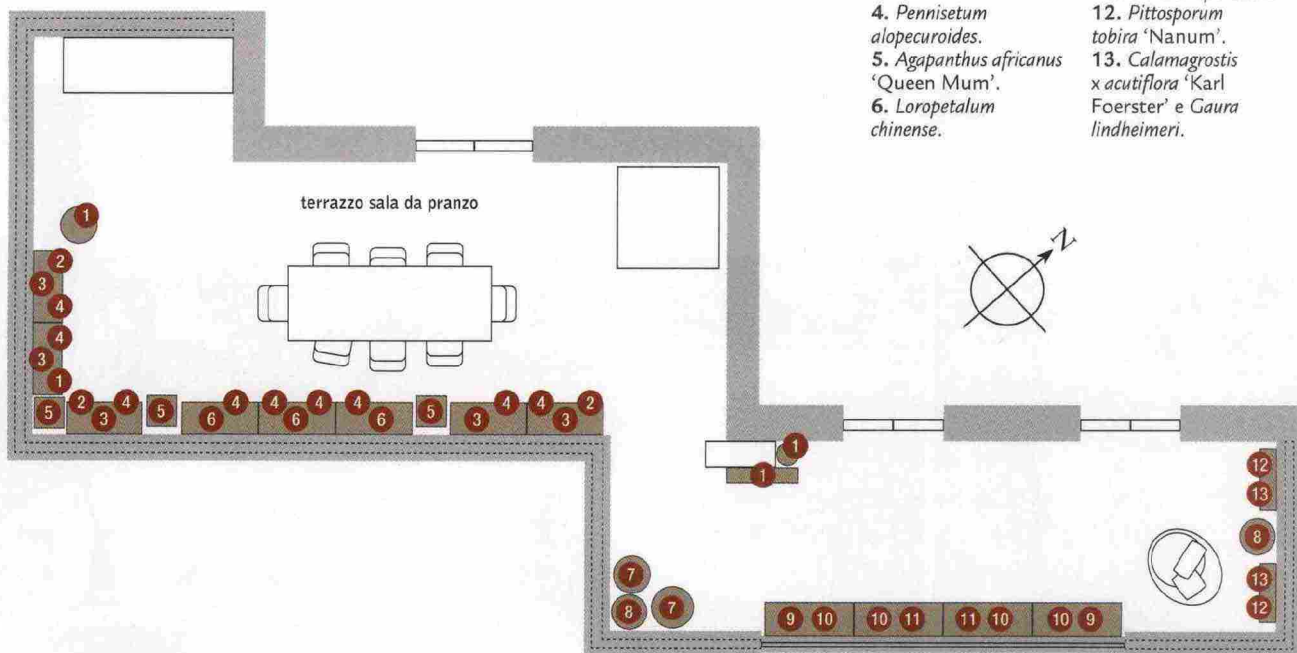 4. Pennisetum
alopecuroides.
5. Agapanthus africanus
‘Queen Mum’.
6. Loropetalum
chinense.
12. Pittosporum
tobira ‘Nanum’.
13. Calamagrostis
x acutiflora ‘Karl
Foerster’ e Gaura
lindheimeri.
terrazzo sala da pranzo
N
1
2
3
4
4
3
1
5
2 3 4
5
6 4
4 6 4
4 6
5
3 4
4 3 2
1
1
7
8
7
9 10
10 11
11 10
10 9
12
13
8
13
12